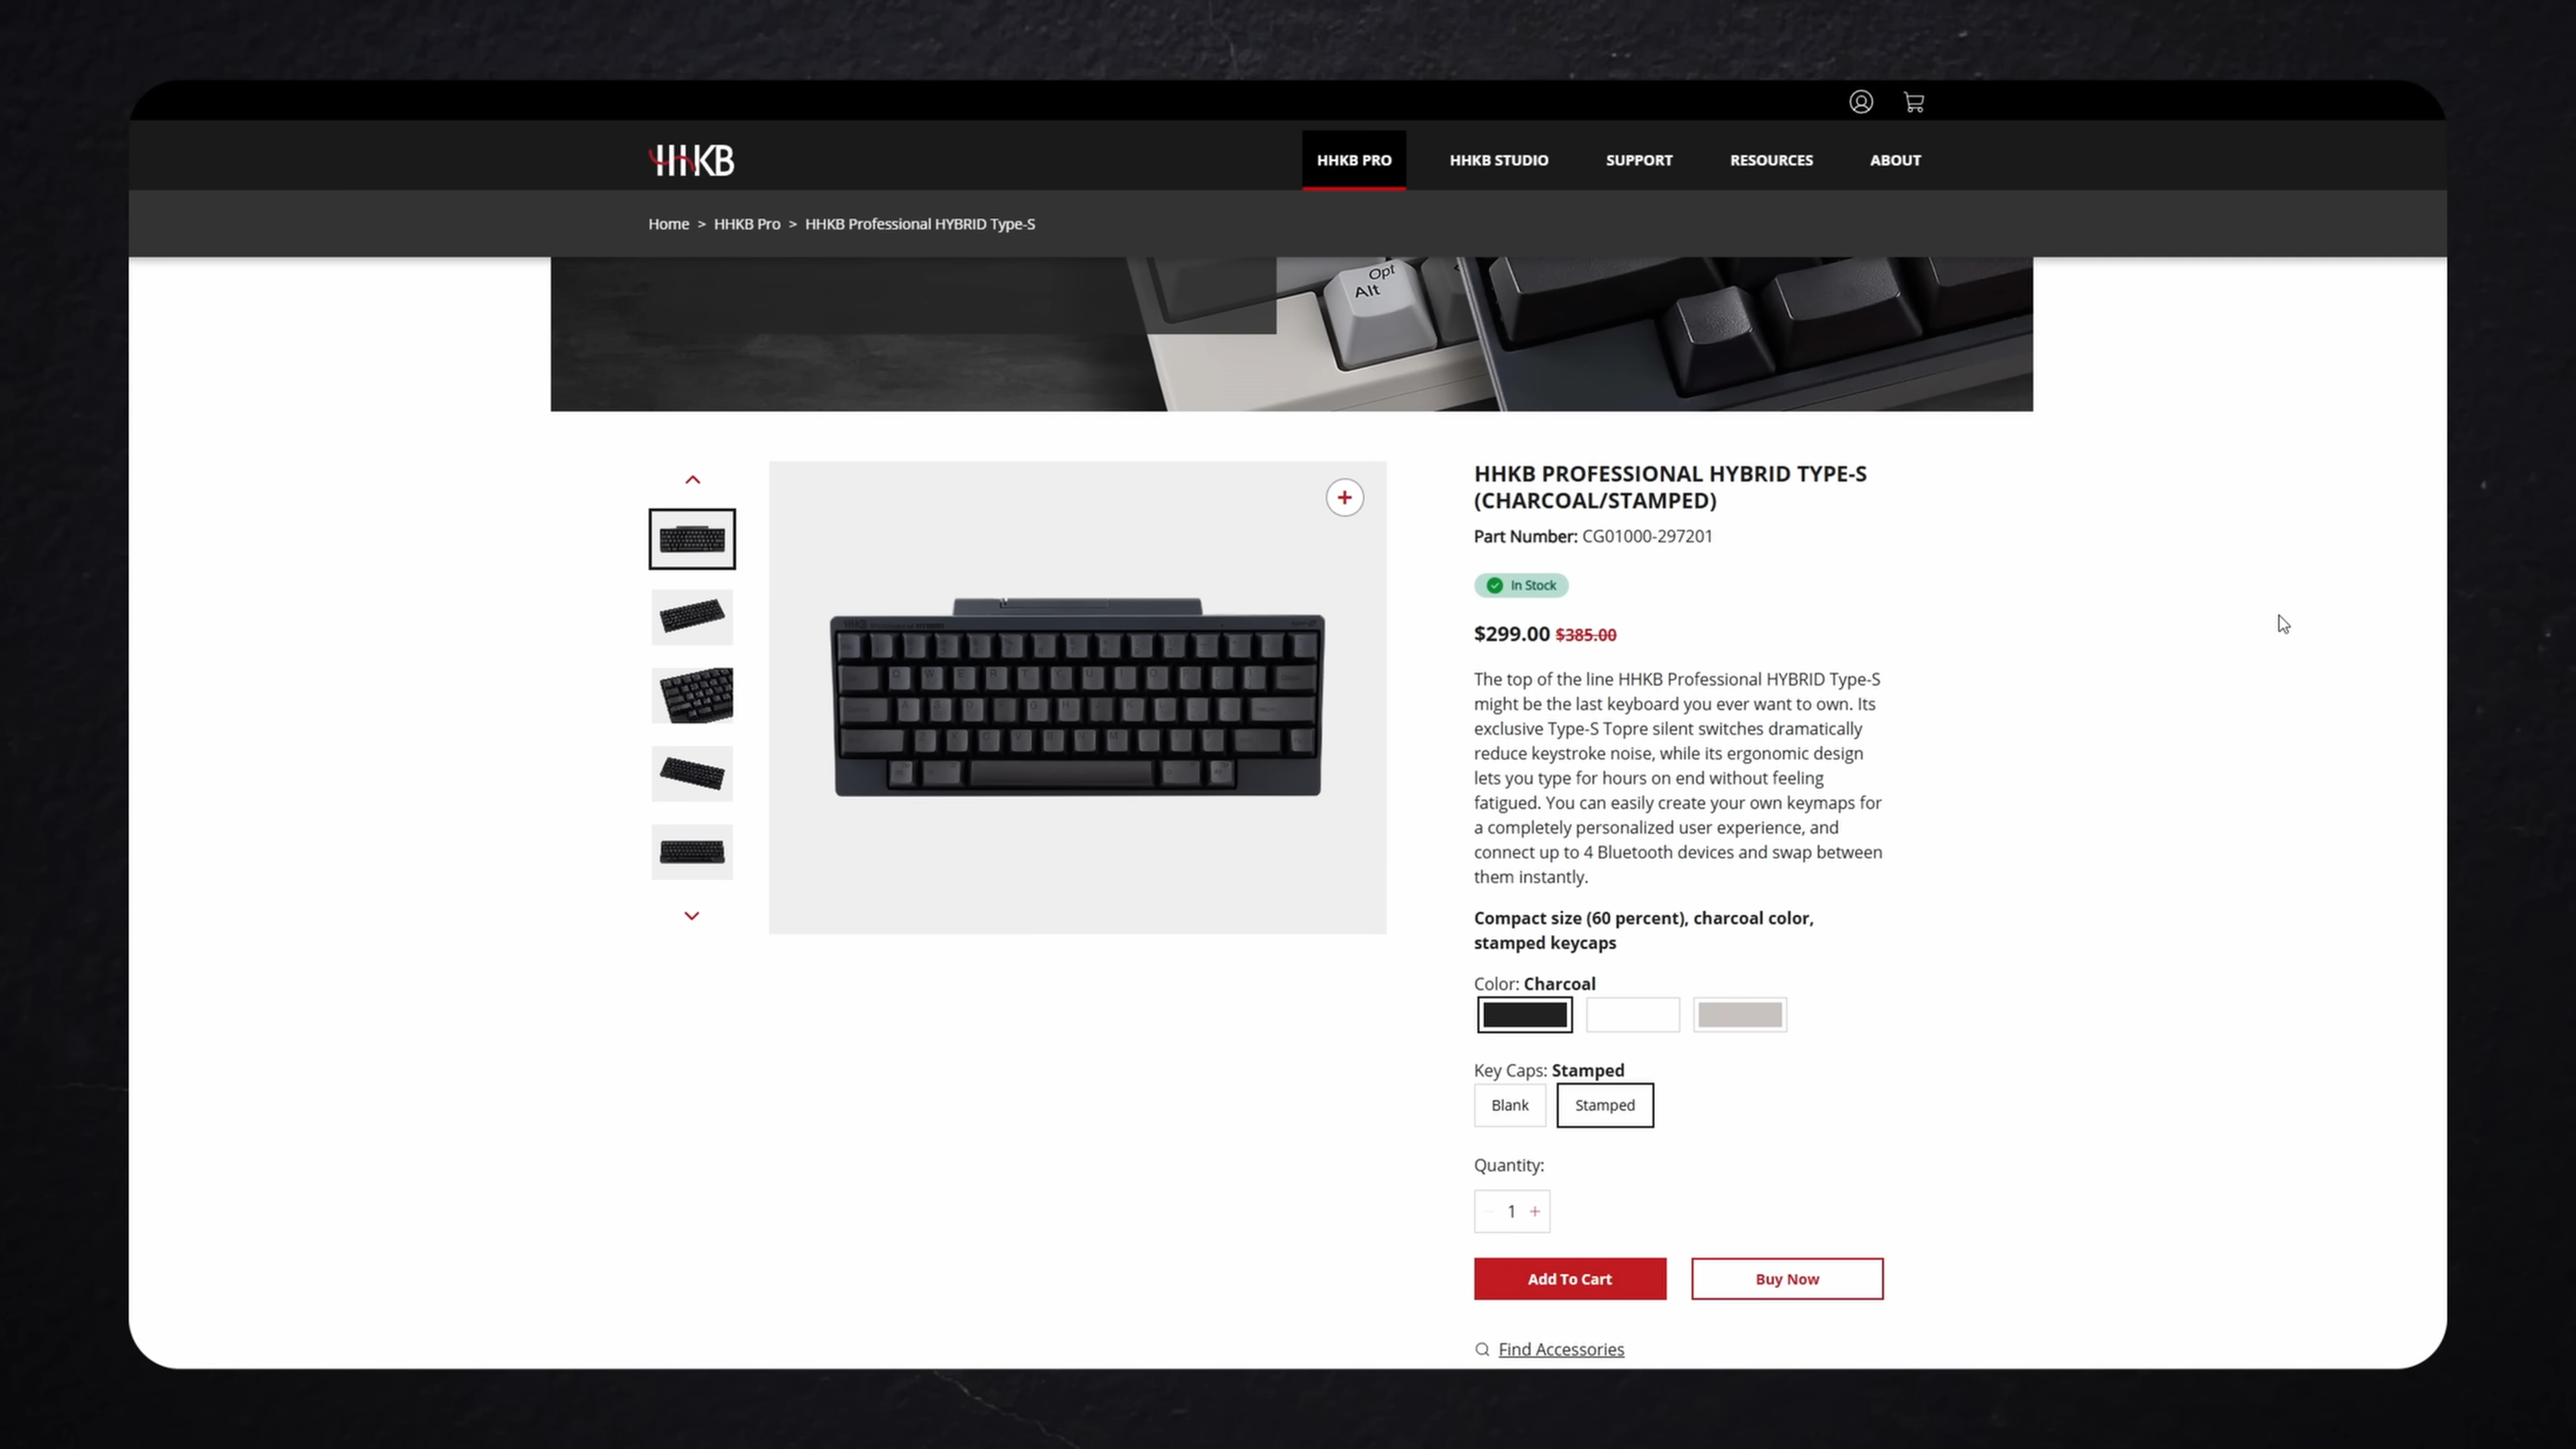 HHKB
HHKB PRO
HHKB STUDIO
SUPPORT
RESOURCES
ABOUT
Home > HHKB Pro > HHKB Professional HYBRID Type-S
Opt
Alt
HHKB PROFESSIONAL HYBRID TYPE-S
(CHARCOAL/STAMPED)
Part Number: CG01000-297201
In Stock
$299.00 $385.00
The top of the line HHKB Professional HYBRID Type-S
might be the last keyboard you ever want to own. Its
exclusive Type-S Topre silent switches dramatically
reduce keystroke noise, while its ergonomic design
lets you type for hours on end without feeling
fatigued. You can easily create your own keymaps for
a completely personalized user experience, and
connect up to 4 Bluetooth devices and swap between
them instantly.
Compact size (60 percent), charcoal color,
stamped keycaps
Color: Charcoal
Key Caps: Stamped
Blank
Stamped
Quantity:
1
Add To Cart
Buy Now
Find Accessories